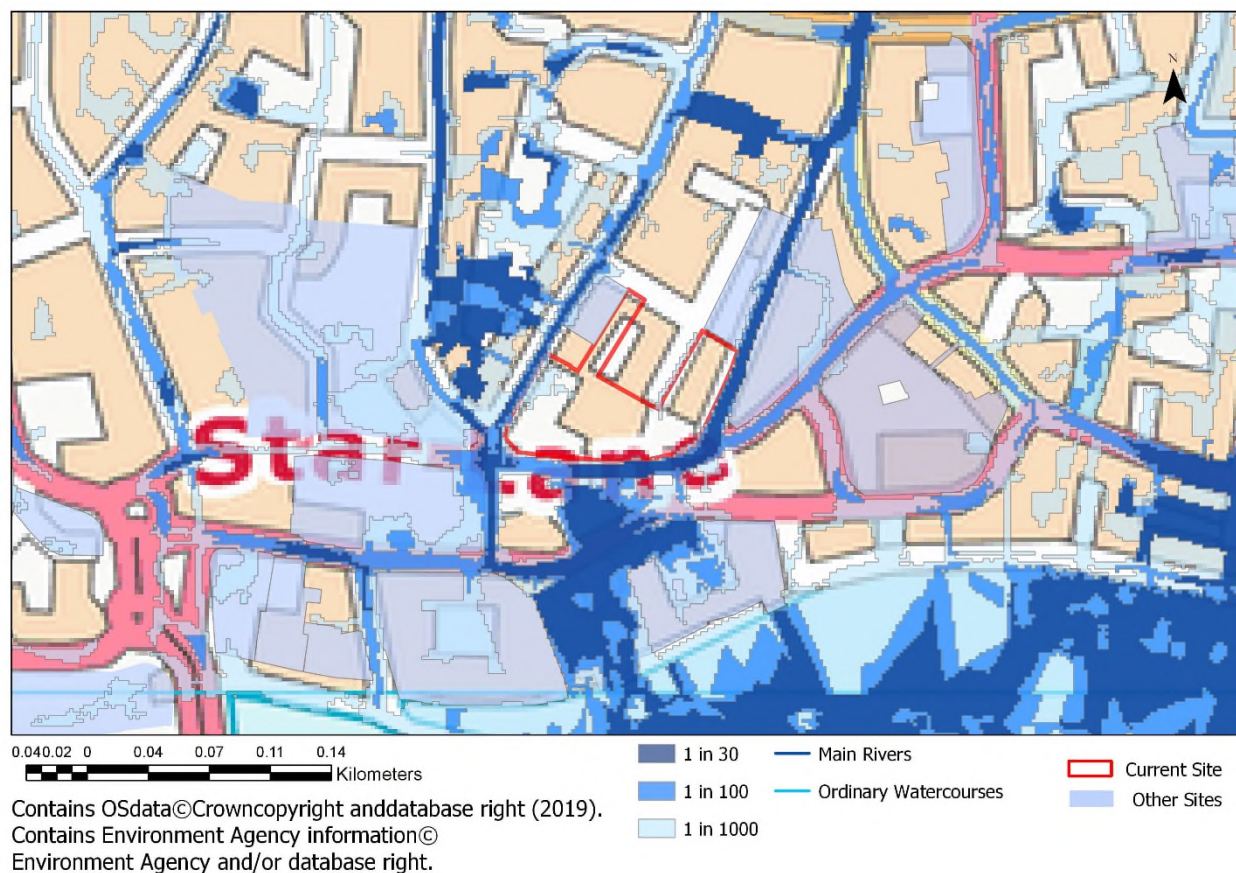 N
0.04 0.02 0 0.04 0.07 0.11 0.14
Kilometers
1 in 30
1 in 100
1 in 1000
Main Rivers
Ordinary Watercourses
Current Site
Other Sites
Contains OSdata©Crowncopyright anddatabase right (2019).
Contains Environment Agency information©
Environment Agency and/or database right.